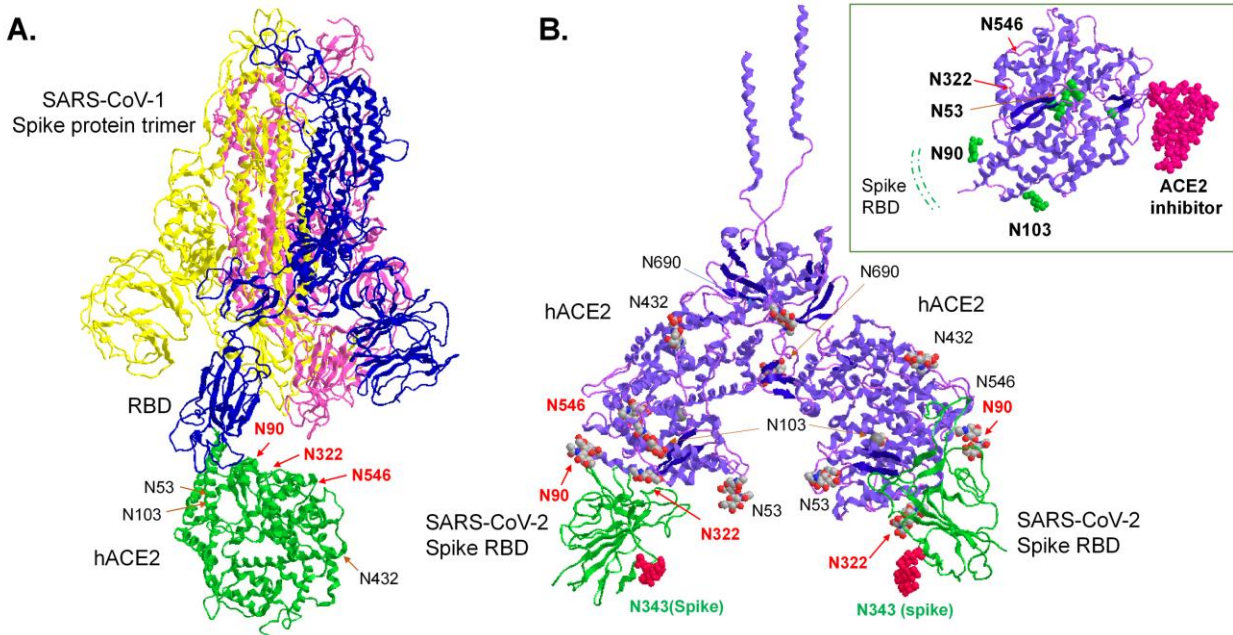 A.
SARS-CoV-1
Spike protein trimer
RBD
N90
N322
N546
N53
N103
hACE2
N432
B.
N690
N690
hACE2
N432
hACE2
N432
N546
N546
N90
N103
N90
N53
N53
N322
N322
SARS-CoV-2
Spike RBD
SARS-CoV-2
Spike RBD
N343(Spike)
N343 (spike)
N546
N322
N53
N90
Spike
RBD
N103
ACE2
inhibitor